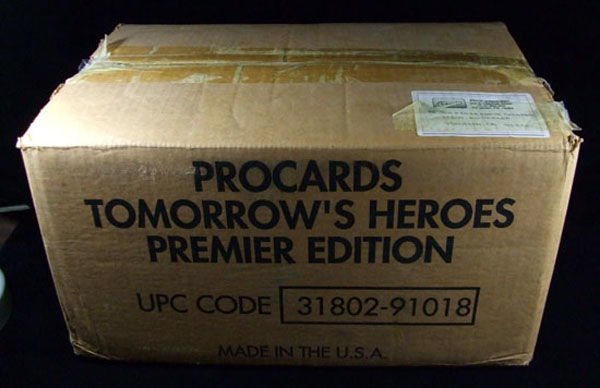 PROCARDS
TOMORROW'S HEROES
PREMIER EDITION
UPC CODE 31802-91018
MADE IN THE U.S.A.